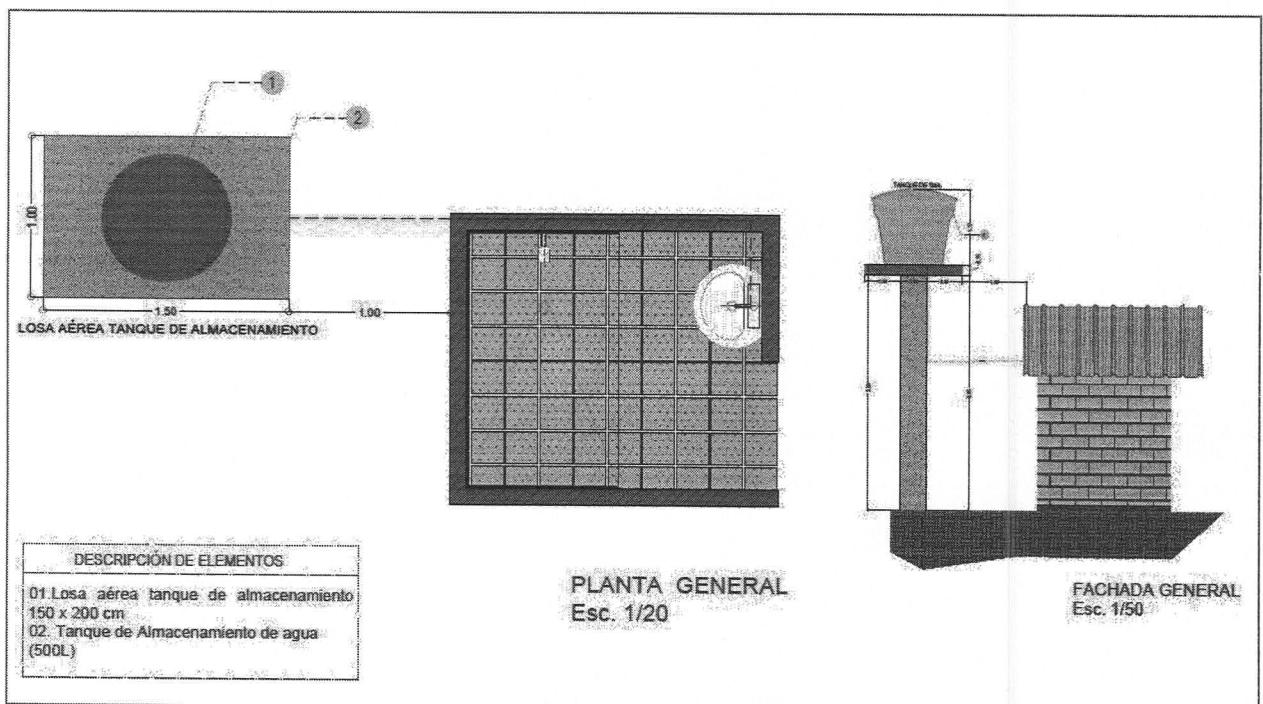 1
2
1.00
1.50
1.00
LOSA AÉREA TANQUE DE ALMACENAMIENTO
DESCRIPCIÓN DE ELEMENTOS
01 Losa aérea tanque de almacenamiento
150 x 200 cm
02. Tanque de Almacenamiento de agua
(500L)
PLANTA GENERAL
Esc. 1/20
TANQUE DE
FACHADA GENERAL
Esc. 1/50